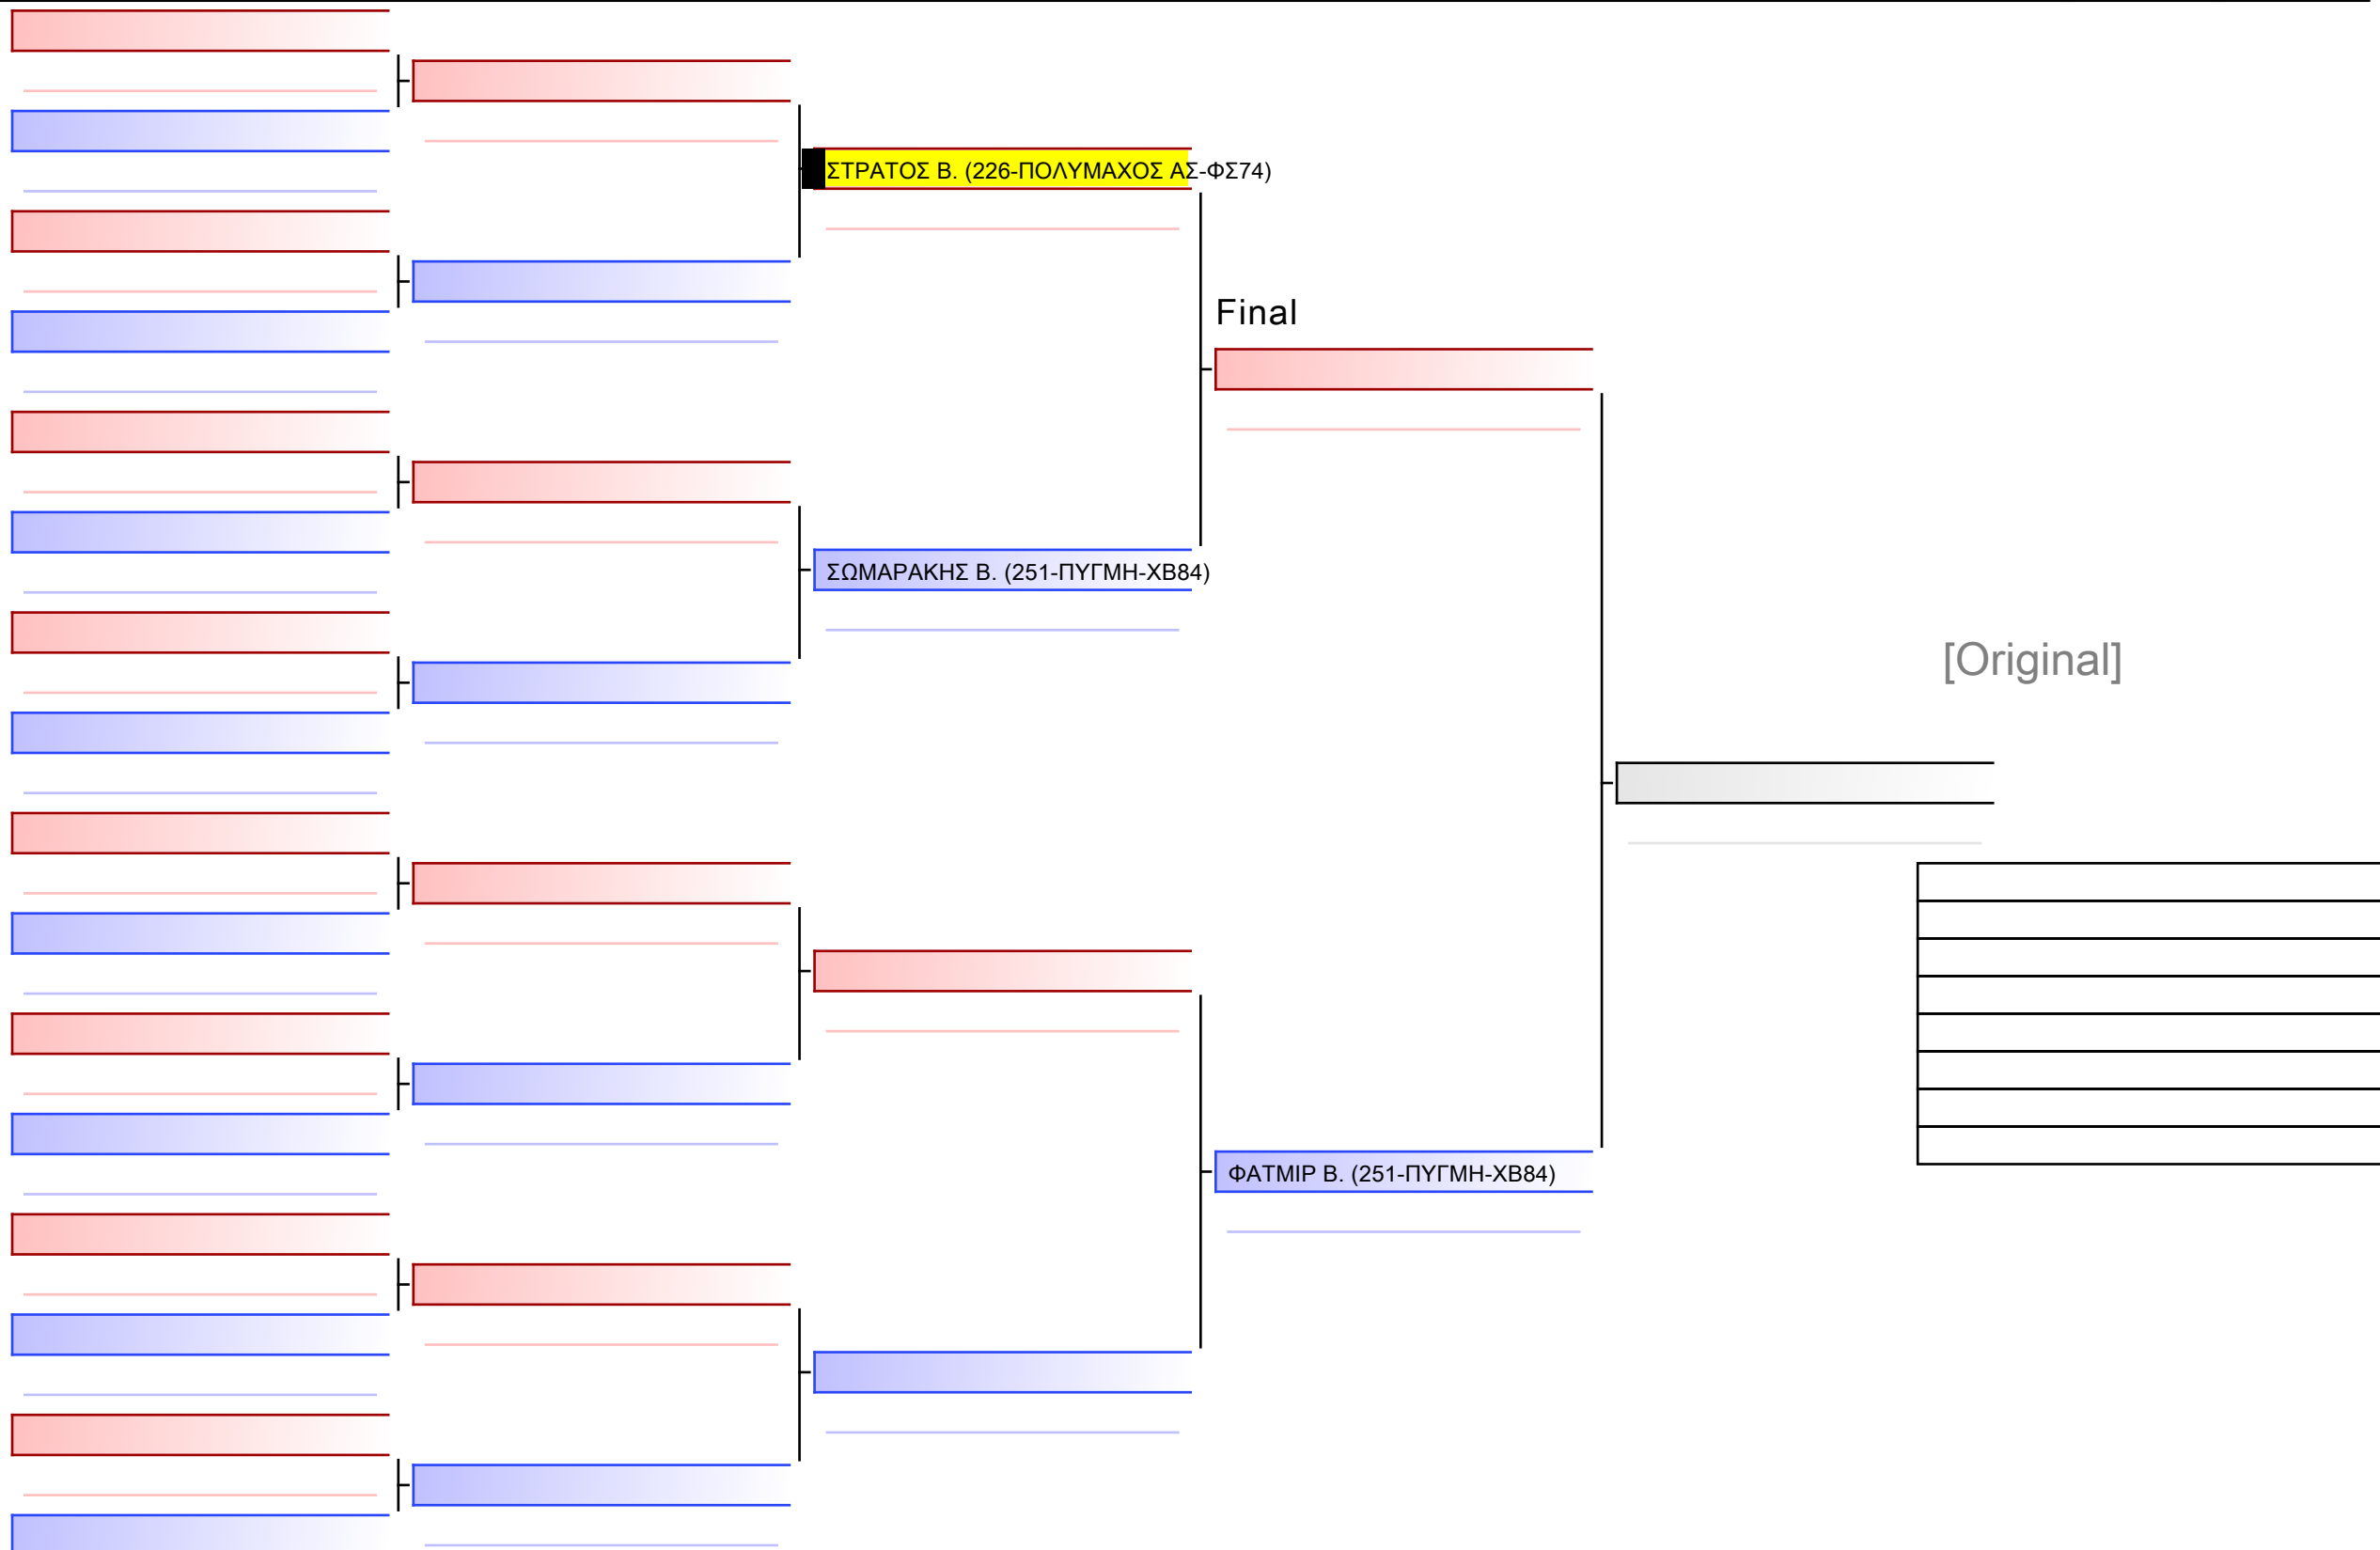 ΣΤΡΑΤΟΣ Β. (226-ΠΟΛΥΜΑΧΟΣ ΑΣ-ΦΣ74)
Final
ΣΩΜΑΡΑΚΗΣ Β. (251-ΠΥΓΜΗ-ΧΒ84)
[Original]
ΦΑΤΜΙΡ Β. (251-ΠΥΓΜΗ-ΧΒ84)